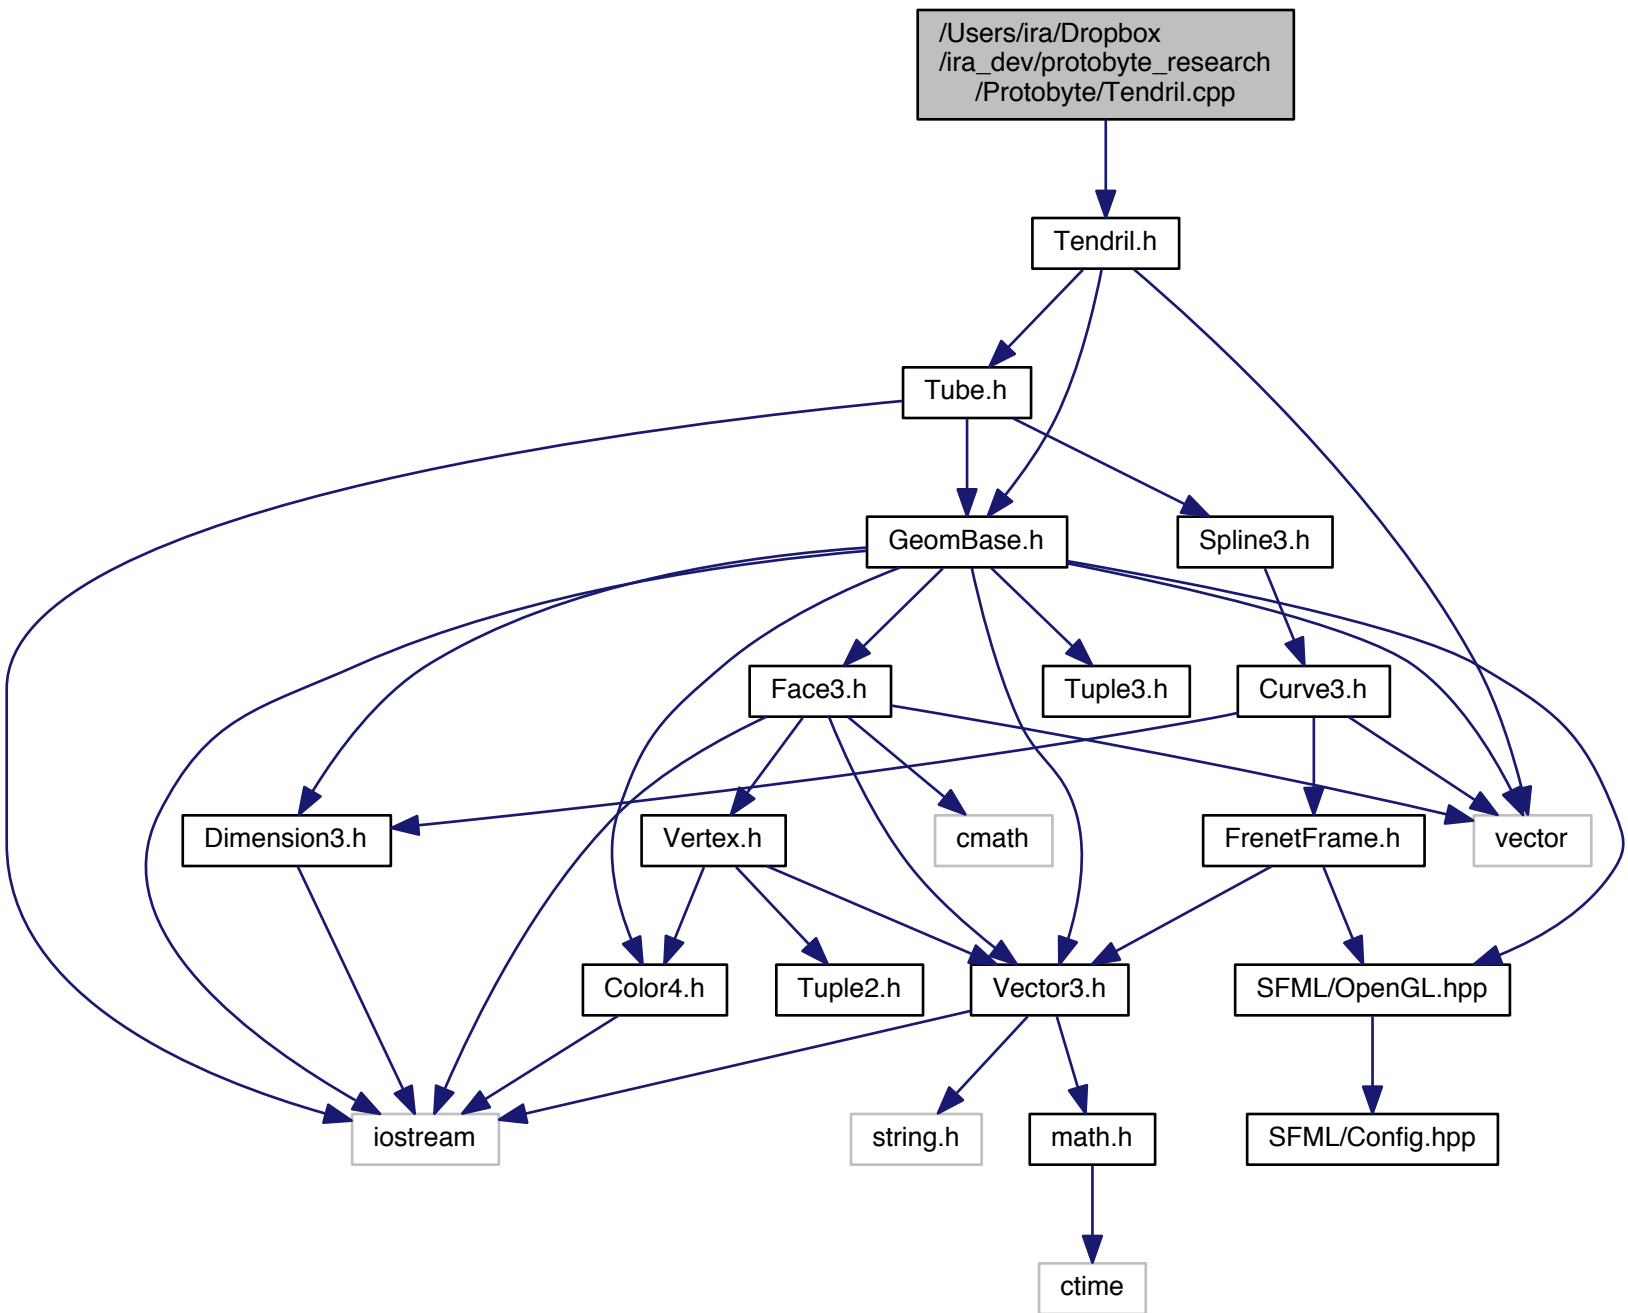 /Users/ira/Dropbox
/ira_dev/protobyte_research
/Protobyte/Tendril.cpp
Tendril.h
Tube.h
GeomBase.h
Spline3.h
Face3.h
Tuple3.h
Curve3.h
Dimension3.h
Vertex.h
cmath
FrenetFrame.h
vector
Color4.h
Tuple2.h
Vector3.h
SFML/OpenGL.hpp
iostream
string.h
math.h
SFML/Config.hpp
ctime